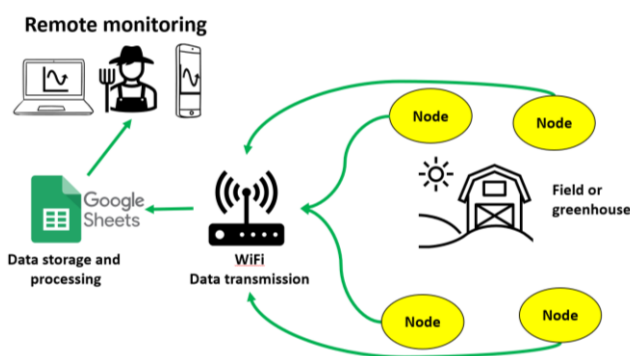 Remote monitoring
Node
Node
Field or
greenhouse
Google
Sheets
Data storage and
processing
WiFi
Data transmission
Node
Node